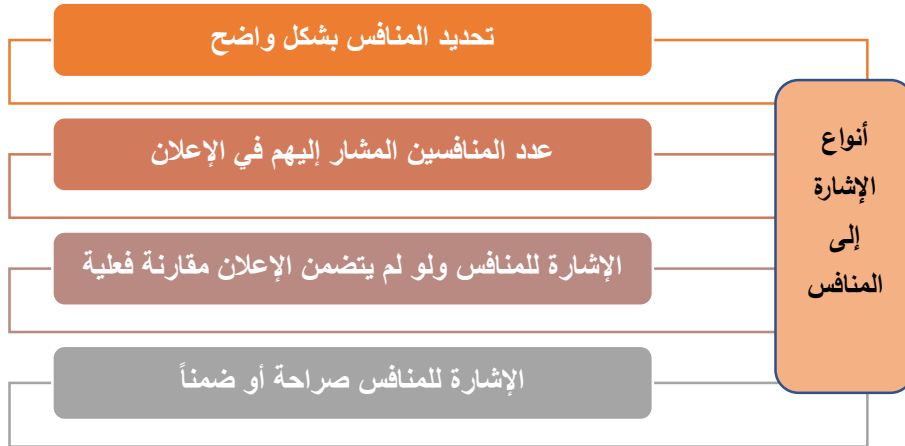 أنواع
الإشارة
إلى
المنافس
تحديد المنافس بشكل واضح
عدد المنافسين المشار إليهم في الإعلان
الإشارة للمنافس ولو لم يتضمن الإعلان مقارنة فعلية
الإشارة للمنافس صراحة أو ضمناً